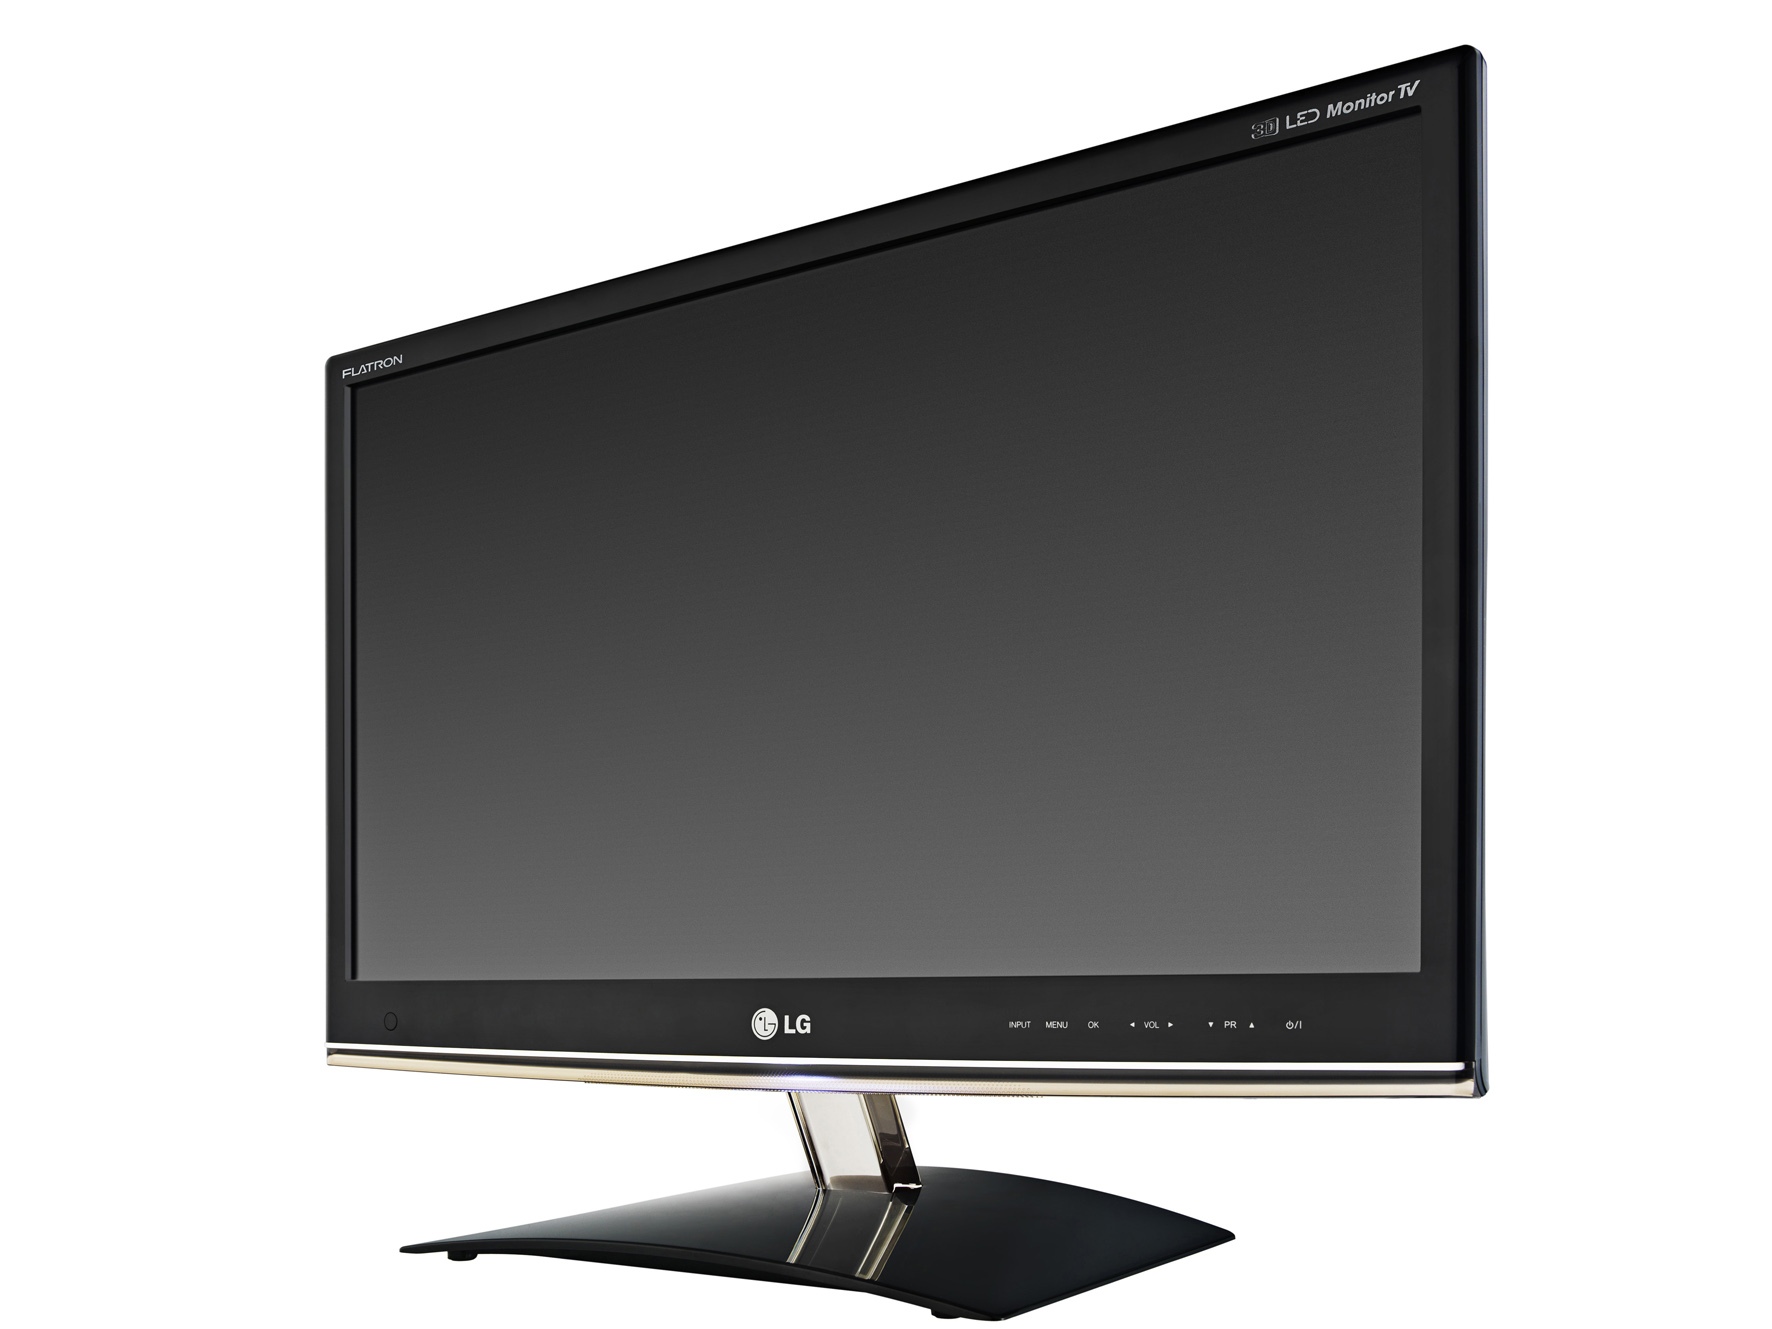 3D LED Monitor TV
FLATRON
LG
INPUT MENU OK ◄ VOL ► ▼ PR ▲ ⏻/I